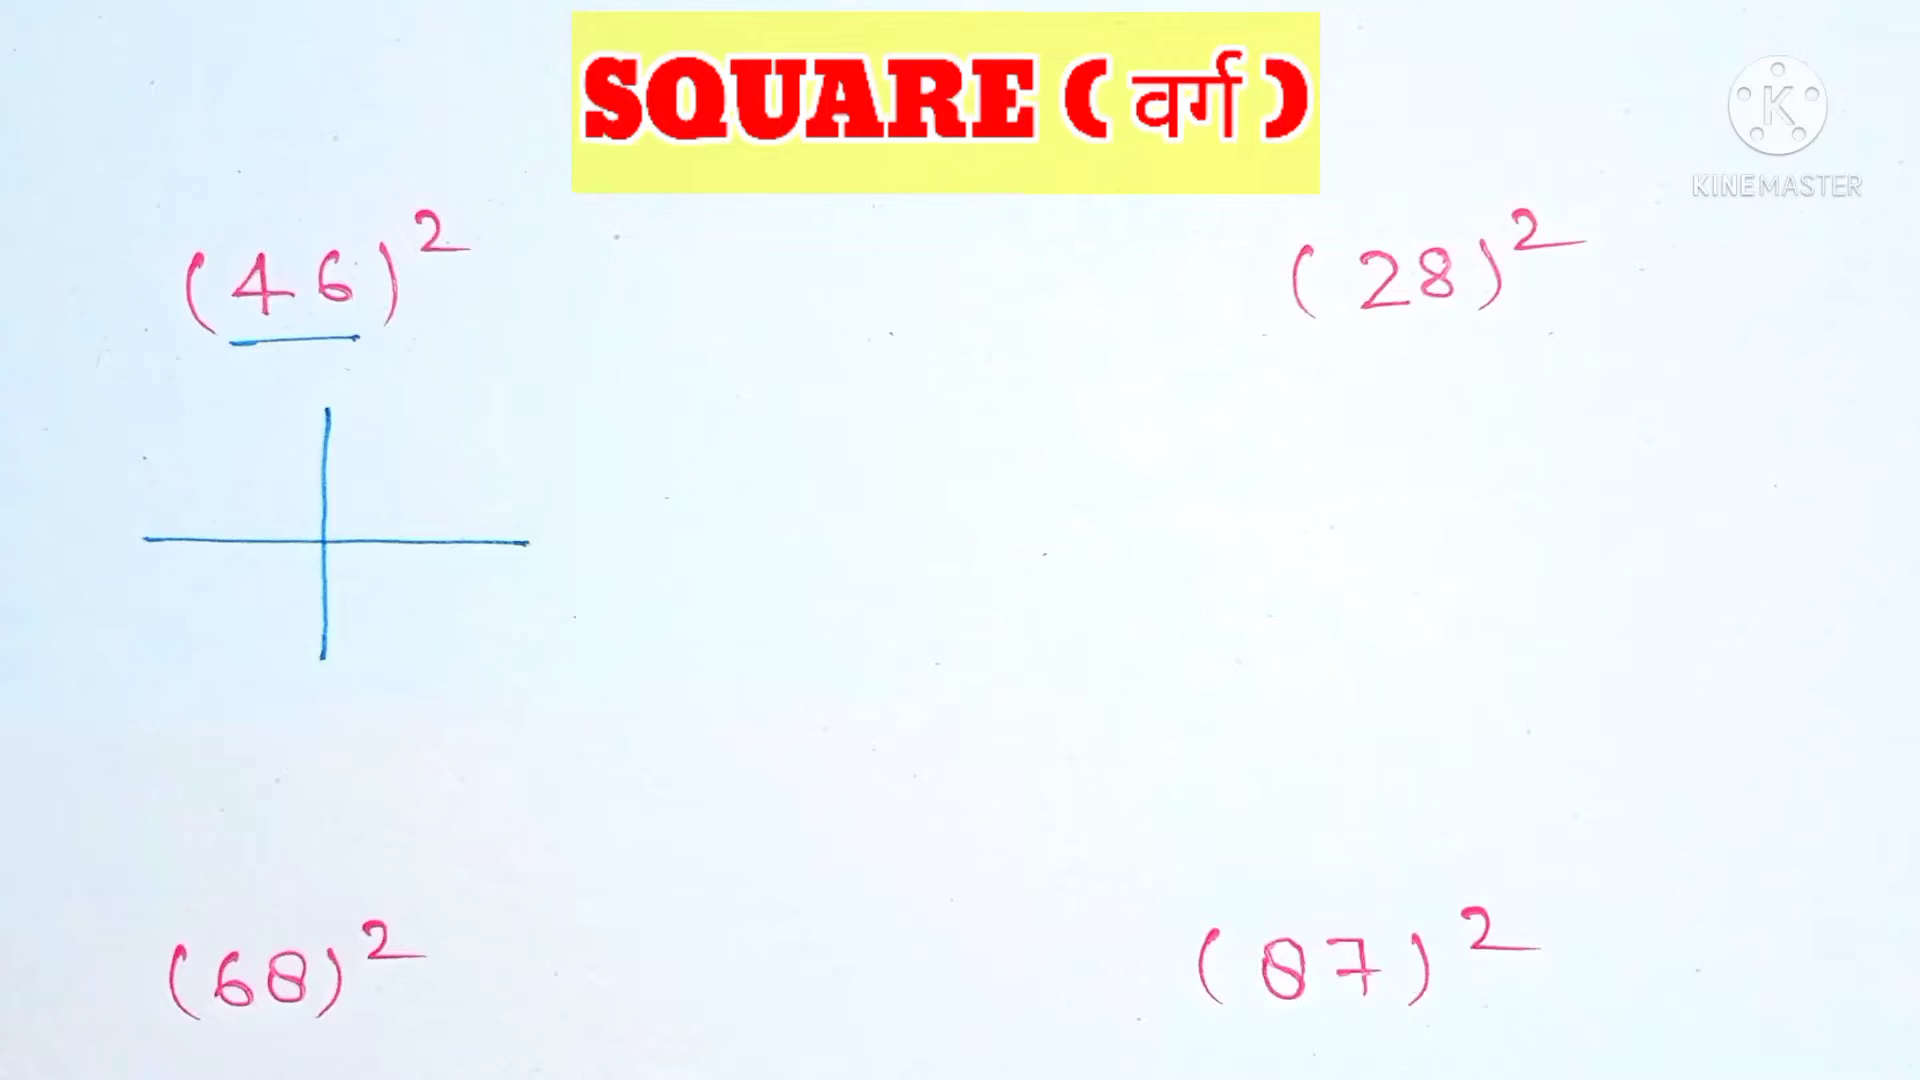 SQUARE ( वर्ग )
K
KINEMASTER
(46)²
(28)²
(68)²
(87)²